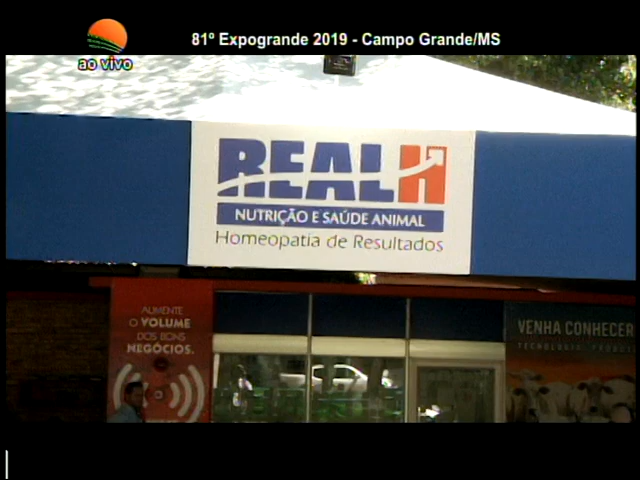 81º Expogrande 2019 - Campo Grande/MS
ao vivo
REALH
NUTRIÇÃO E SAÚDE ANIMAL
Homeopatia de Resultados
AUMENTE
O VOLUME
DOS BONS
NEGÓCIOS.
VENHA CONHECER